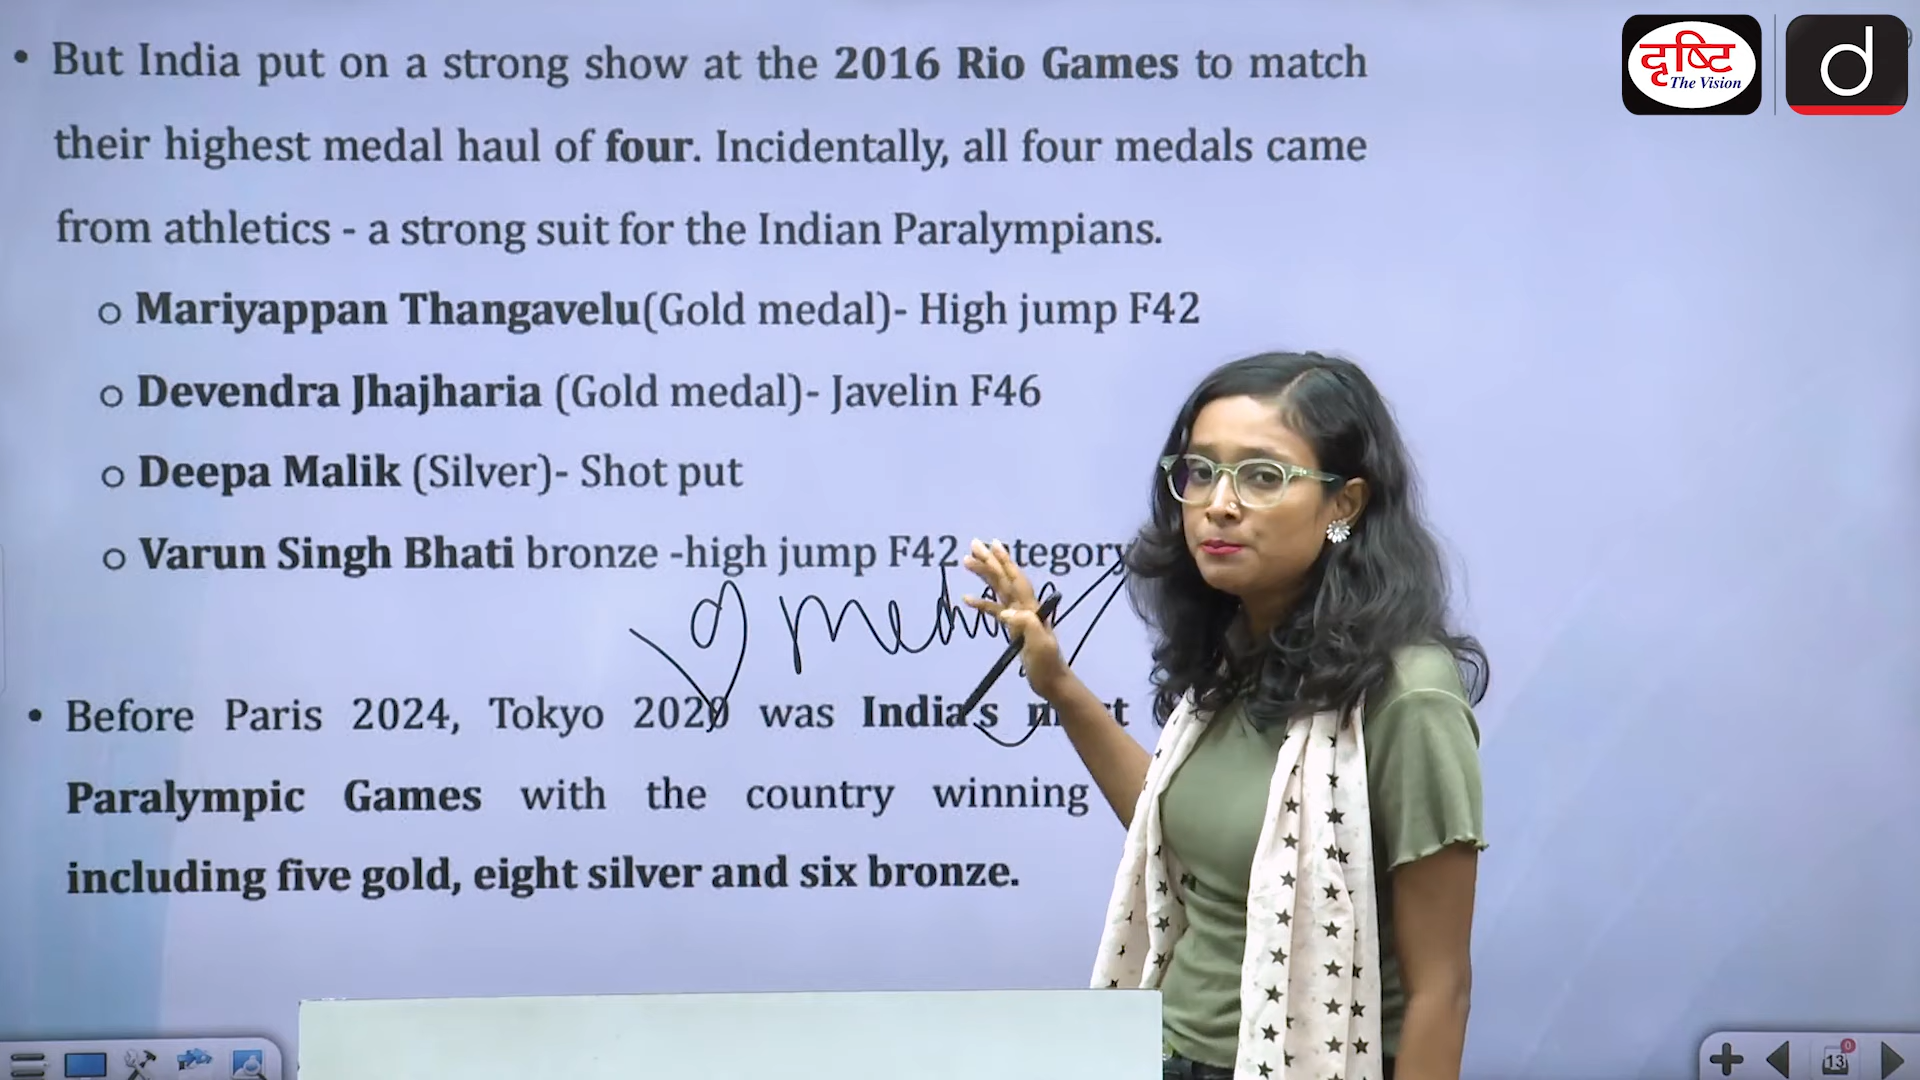 दृष्टि
The Vision
d
• But India put on a strong show at the 2016 Rio Games to match
their highest medal haul of four. Incidentally, all four medals came
from athletics - a strong suit for the Indian Paralympians.
o Mariyappan Thangavelu(Gold medal)- High jump F42
o Devendra Jhajharia (Gold medal)- Javelin F46
o Deepa Malik (Silver)- Shot put
o Varun Singh Bhati bronze -high jump F42
• Before Paris 2024, Tokyo 2020 was India's
Paralympic Games with the country winning
including five gold, eight silver and six bronze.
13
0